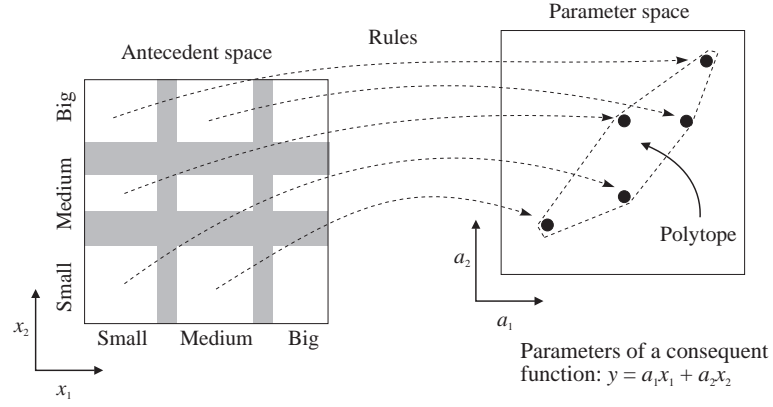 Parameter space
Rules
Antecedent space
Big
Medium
Small
x₂
x₁
Small Medium Big
Polytope
a₂
a₁
Parameters of a consequent
function: y = a₁x₁ + a₂x₂